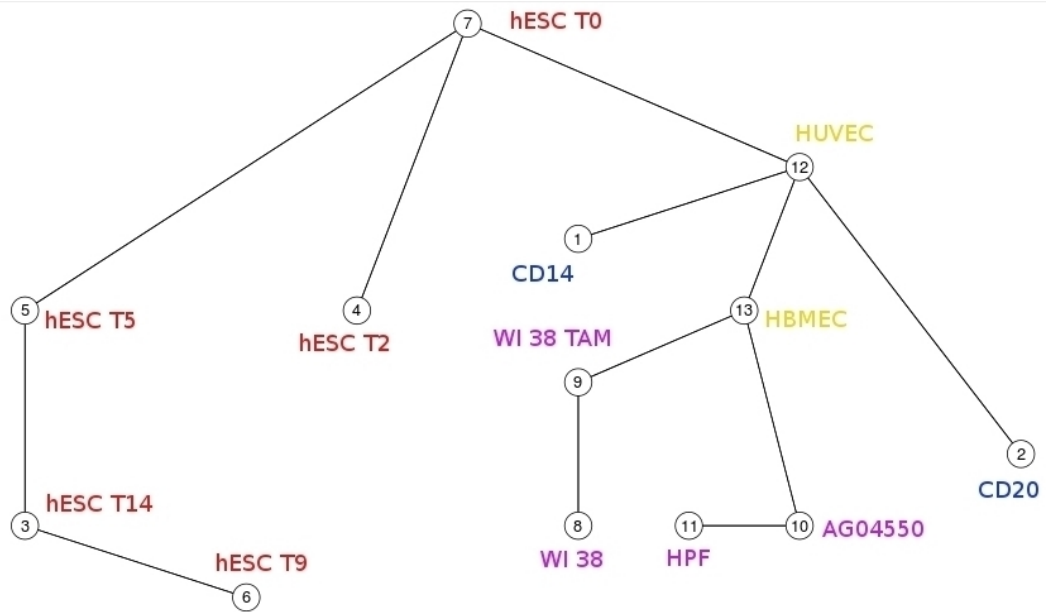 7 hESC T0
HUVEC
12
1
CD14
5 hESC T5
4
hESC T2
13 HBMEC
WI 38 TAM
9
2
CD20
hESC T14
3
8
WI 38
11
HPF
10 AG04550
hESC T9
6